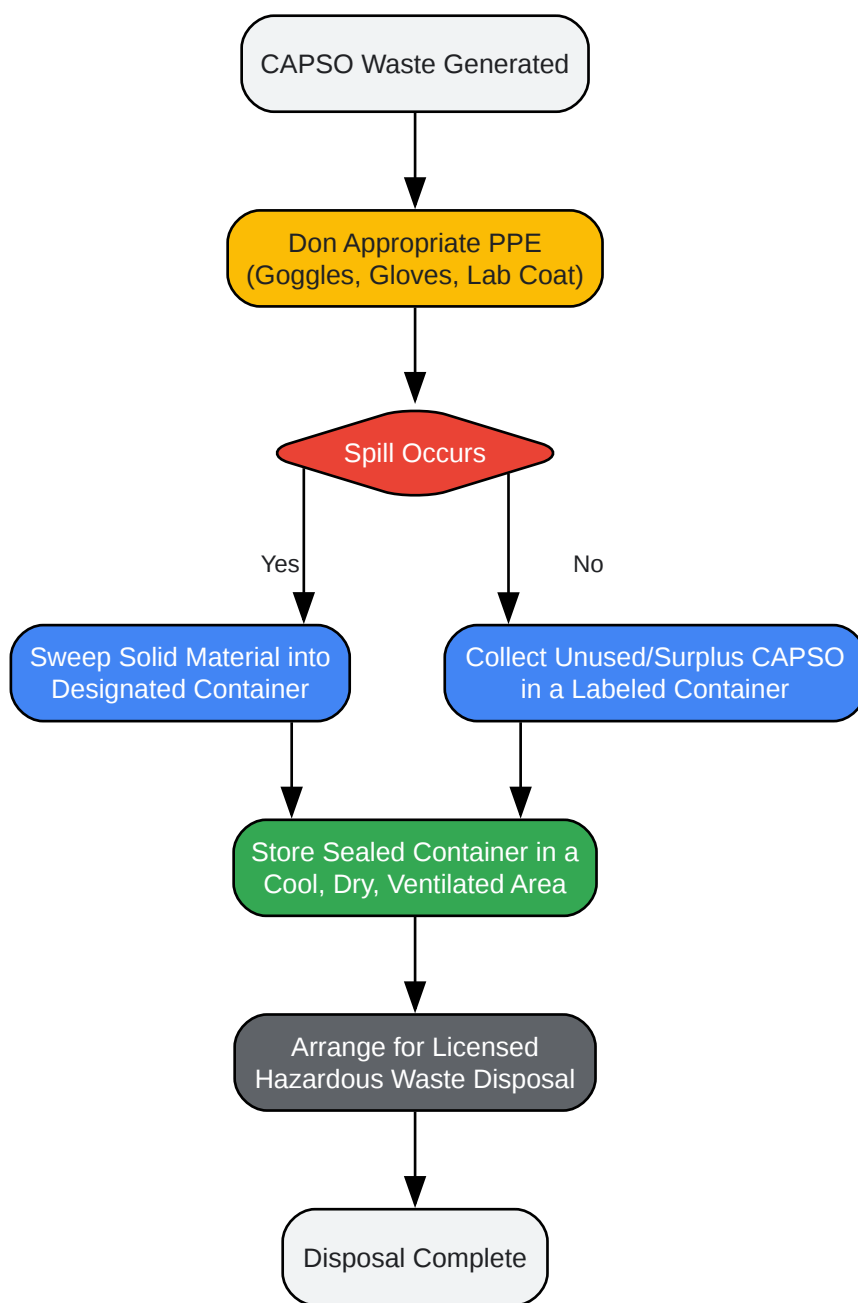 CAPSO Waste Generated
Don Appropriate PPE
(Goggles, Gloves, Lab Coat)
Spill Occurs
Yes
No
Sweep Solid Material into
Designated Container
Collect Unused/Surplus CAPSO
in a Labeled Container
Store Sealed Container in a
Cool, Dry, Ventilated Area
Arrange for Licensed
Hazardous Waste Disposal
Disposal Complete